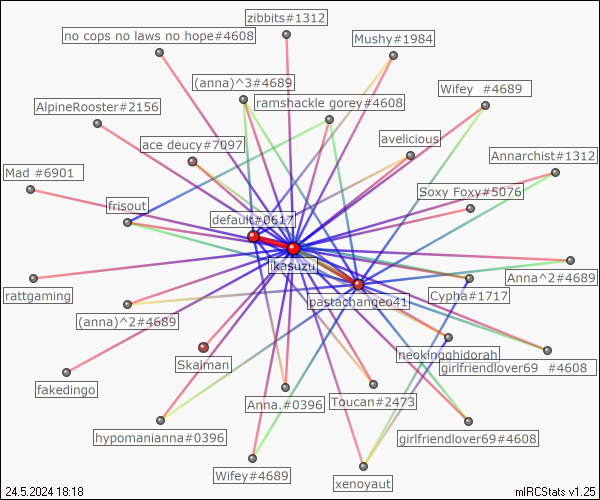 zibbits#1312
no cops no laws no hope#4608
Mushy#1984
(anna)^3#4689
Wifey  #4689
ramshackle gorey#4608
AlpineRooster#2156
ace deucy#7097
avelicious
Annarchist#1312
Mad #6901
Soxy Foxy#5076
frisout
default#0617
ikasuzu
Anna^2#4689
rattgaming
pastachangeo41
Cypha#1717
(anna)^2#4689
neokingghidorah
Skalman
girlfriendlover69  #4608
fakedingo
Anna.#0396
Toucan#2473
hypomanianna#0396
girlfriendlover69#4608
Wifey#4689
xenoyaut
24.5.2024 18:18
mIRCStats v1.25